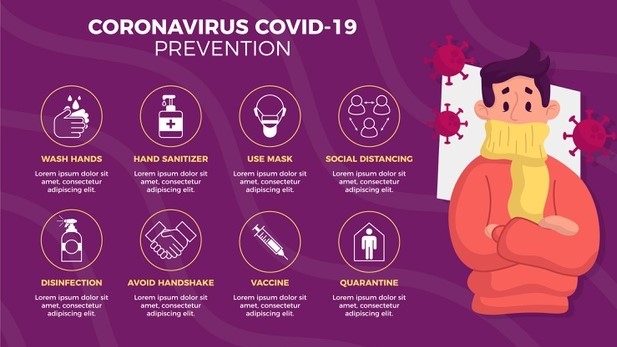 CORONAVIRUS COVID-19
PREVENTION
WASH HANDS
Lorem ipsum dolor sit
amet, consectetur
adipiscing elit.
HAND SANITIZER
Lorem ipsum dolor sit
amet, consectetur
adipiscing elit.
USE MASK
Lorem ipsum dolor sit
amet, consectetur
adipiscing elit.
SOCIAL DISTANCING
Lorem ipsum dolor sit
amet, consectetur
adipiscing elit.
DISINFECTION
Lorem ipsum dolor sit
amet, consectetur
adipiscing elit.
AVOID HANDSHAKE
Lorem ipsum dolor sit
amet, consectetur
adipiscing elit.
VACCINE
Lorem ipsum dolor sit
amet, consectetur
adipiscing elit.
QUARANTINE
Lorem ipsum dolor sit
amet, consectetur
adipiscing elit.